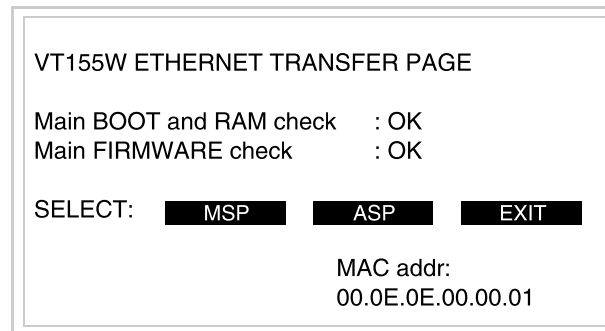 VT155W ETHERNET TRANSFER PAGE
Main BOOT and RAM check : OK
Main FIRMWARE check : OK
SELECT: MSP ASP EXIT
MAC addr:
00.0E.0E.00.00.01